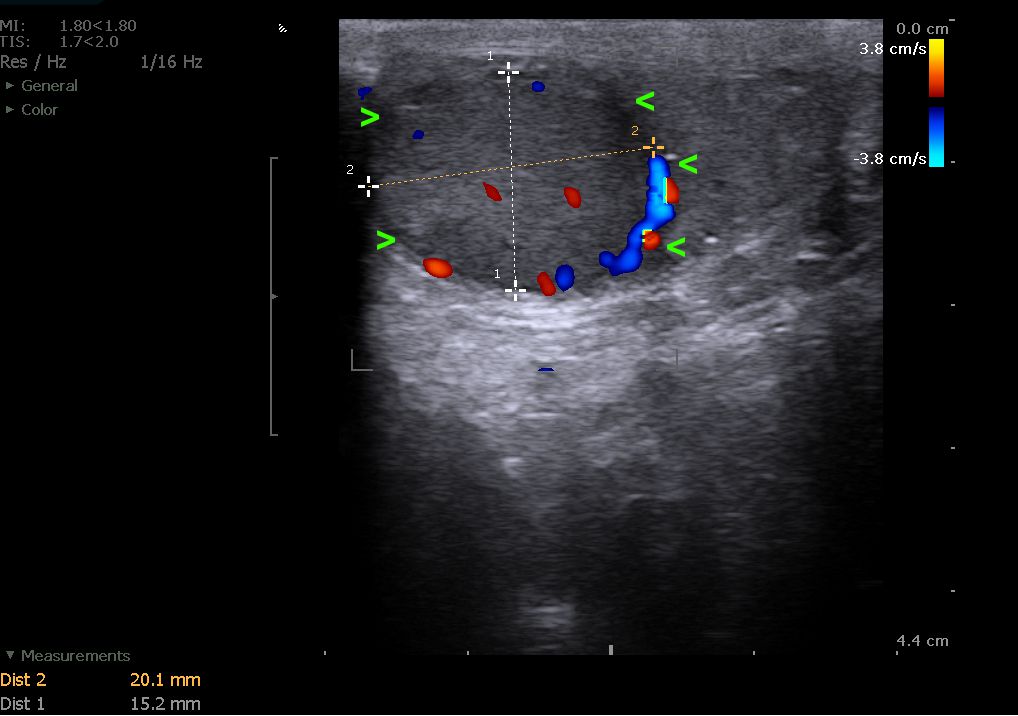 MI: 1.80<1.80
TIS: 1.7<2.0
Res / Hz 1/16 Hz
General
Color
0.0 cm
3.8 cm/s
-3.8 cm/s
1
2
2
1
4.4 cm
Measurements
Dist 2 20.1 mm
Dist 1 15.2 mm